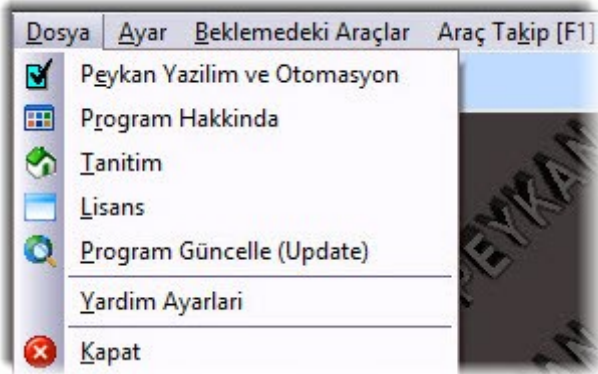 Dosya Ayar Beklemedeki Araçlar Araç Takip [F1]
Peykan Yazilim ve Otomasyon
Program Hakkinda
Tanitim
Lisans
Program Güncelle (Update)
Yardim Ayarlari
Kapat
PEYKAN